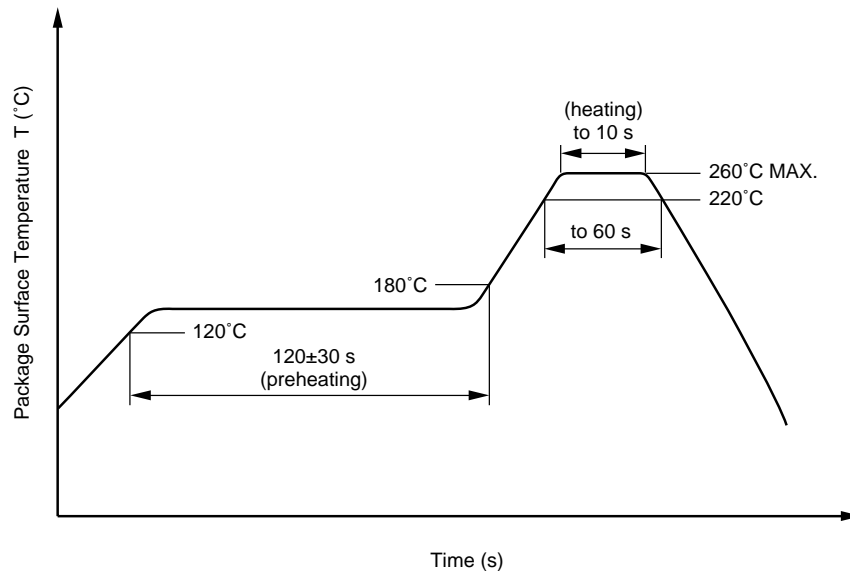 Package Surface Temperature T (˚C)
(heating)
to 10 s
260˚C MAX.
220˚C
to 60 s
180˚C
120˚C
120±30 s
(preheating)
Time (s)